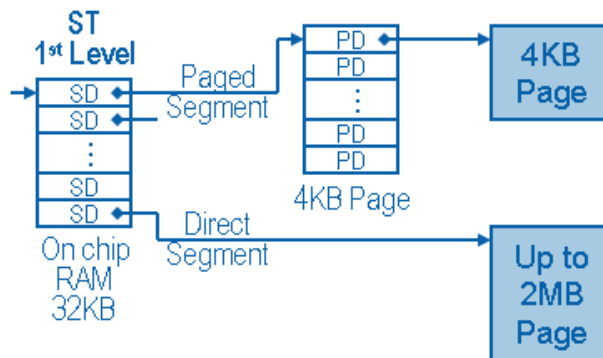 ST
1st Level
SD
SD
⋮
SD
SD
On chip
RAM
32KB
Paged
Segment
PD
PD
⋮
PD
PD
4KB Page
4KB
Page
Direct
Segment
Up to
2MB
Page